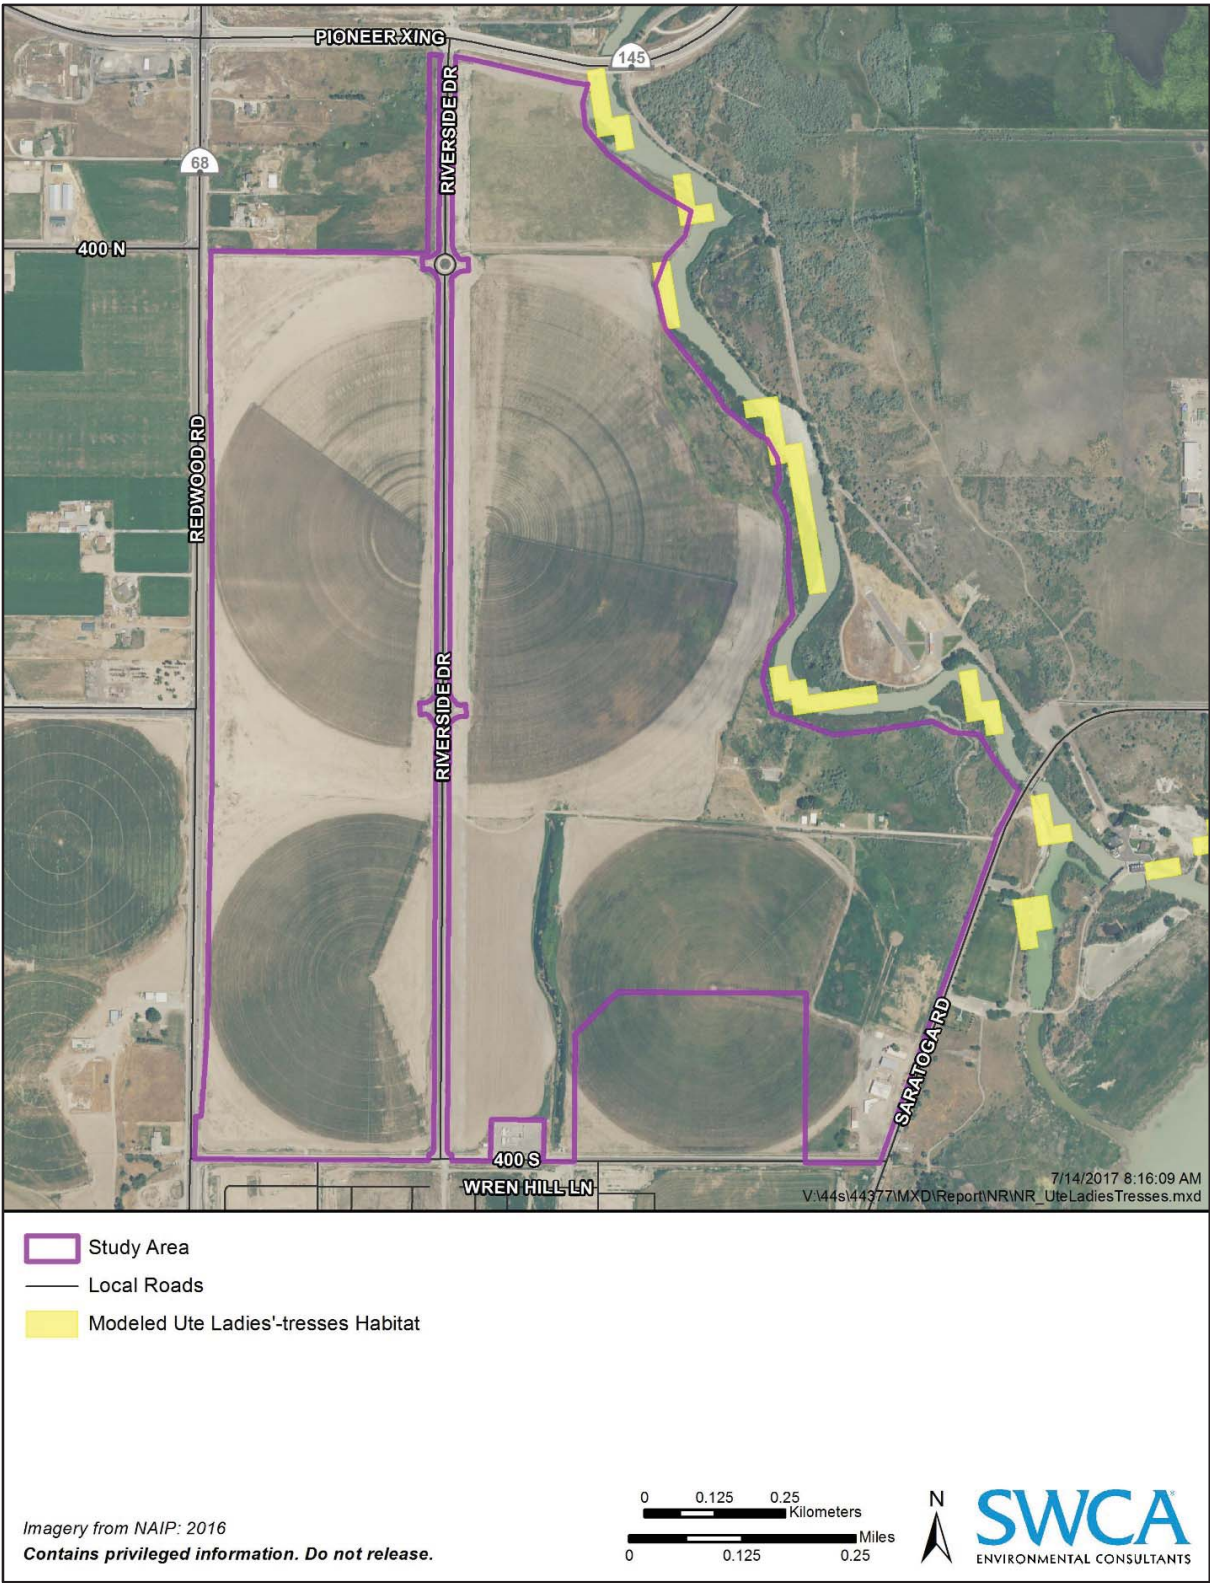 PIONEER XING
145
RIVERSIDE DR
68
400 N
REDWOOD RD
RIVERSIDE DR
SARATOGA RD
400 S
WREN HILL LN
7/14/2017 8:16:09 AM
V:\44s\44377\MXD\Report\NR\NR_UteLadiesTresses.mxd
Study Area
Local Roads
Modeled Ute Ladies'-tresses Habitat
Imagery from NAIP: 2016
Contains privileged information. Do not release.
0 0.125 0.25
Kilometers
Miles
0 0.125 0.25
N
SWCA®
ENVIRONMENTAL CONSULTANTS